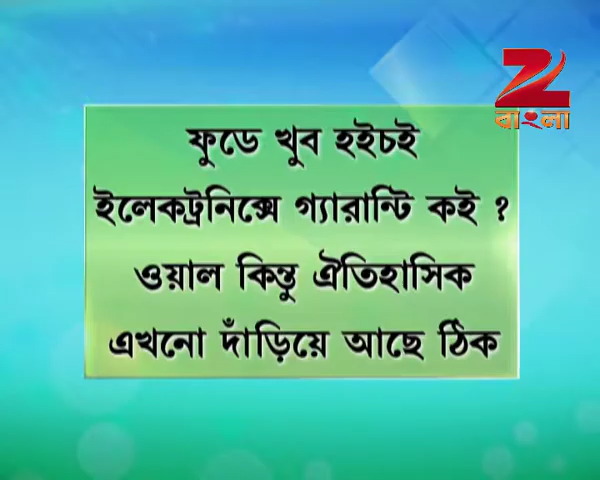 Z
বাংলা
ফুডে খুব হইচই
ইলেকট্রনিক্সে গ্যারান্টি কই ?
ওয়াল কিন্তু ঐতিহাসিক
এখনো দাঁড়িয়ে আছে ঠিক